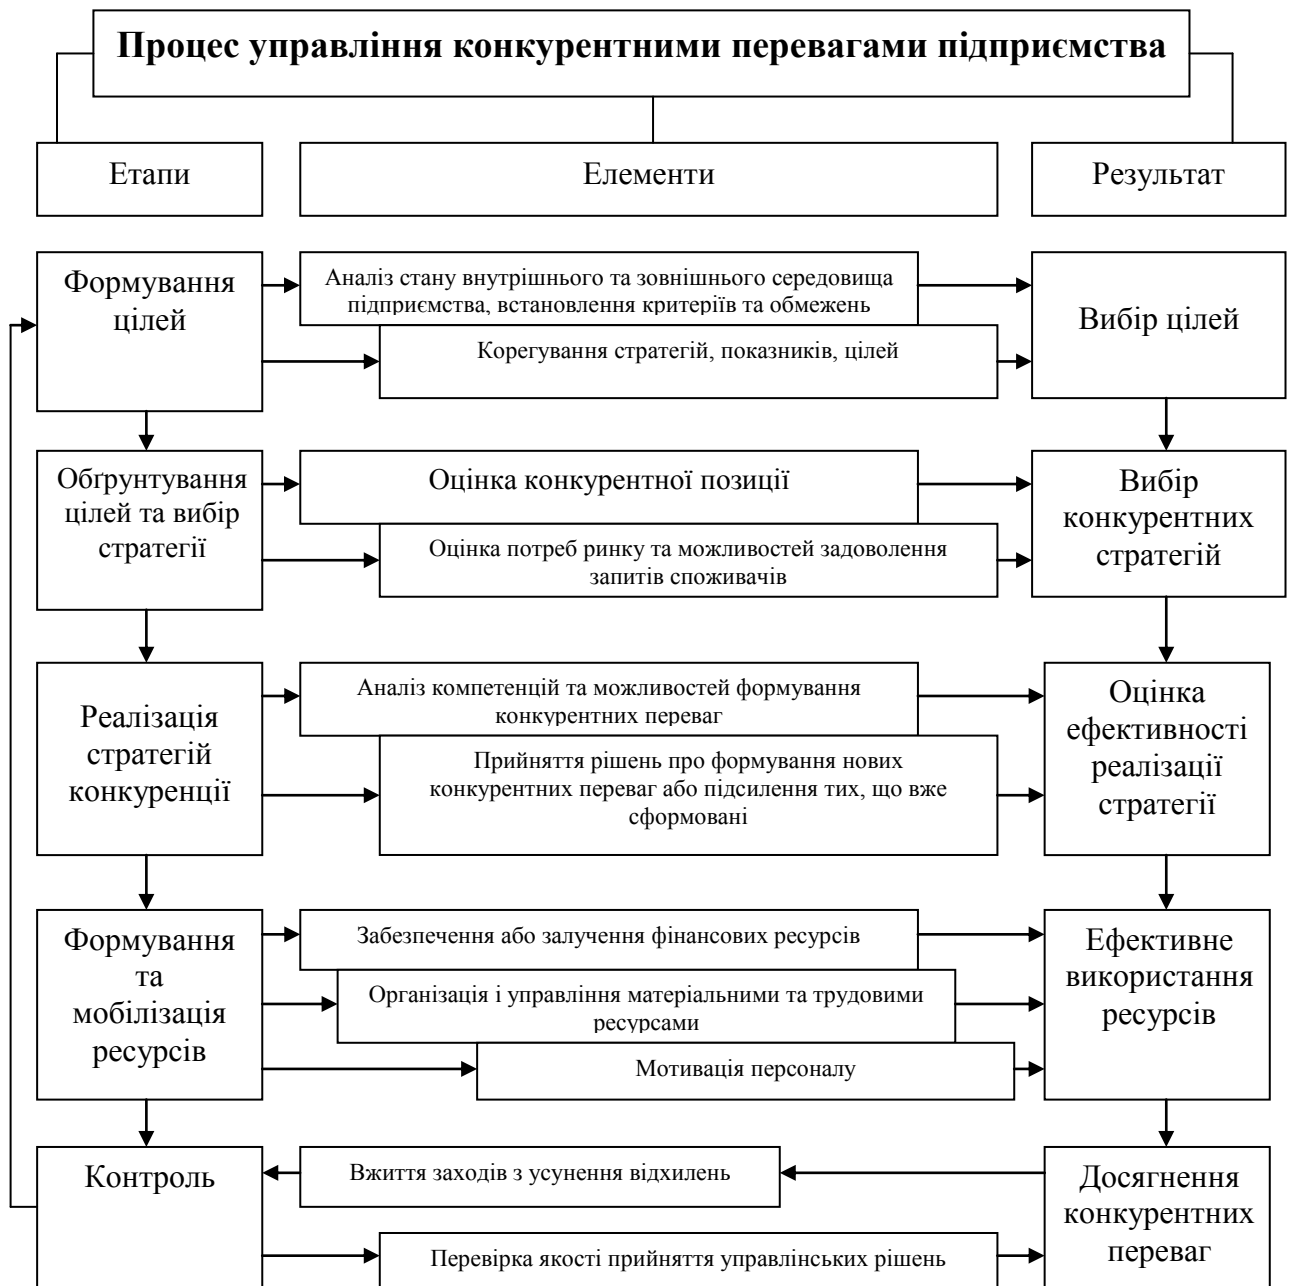 Процес управління конкурентними перевагами підприємства
Етапи
Елементи
Результат
Формування
цілей
Аналіз стану внутрішнього та зовнішнього середовища
підприємства, встановлення критеріїв та обмежень
Корегування стратегій, показників, цілей
Вибір цілей
Обґрунтування
цілей та вибір
стратегії
Оцінка конкурентної позиції
Оцінка потреб ринку та можливостей задоволення
запитів споживачів
Вибір
конкурентних
стратегій
Реалізація
стратегій
конкуренції
Аналіз компетенцій та можливостей формування
конкурентних переваг
Прийняття рішень про формування нових
конкурентних переваг або підсилення тих, що вже
сформовані
Оцінка
ефективності
реалізації
стратегії
Формування
та
мобілізація
ресурсів
Забезпечення або залучення фінансових ресурсів
Організація і управління матеріальними та трудовими
ресурсами
Мотивація персоналу
Ефективне
використання
ресурсів
Контроль
Вжиття заходів з усунення відхилень
Перевірка якості прийняття управлінських рішень
Досягнення
конкурентних
переваг